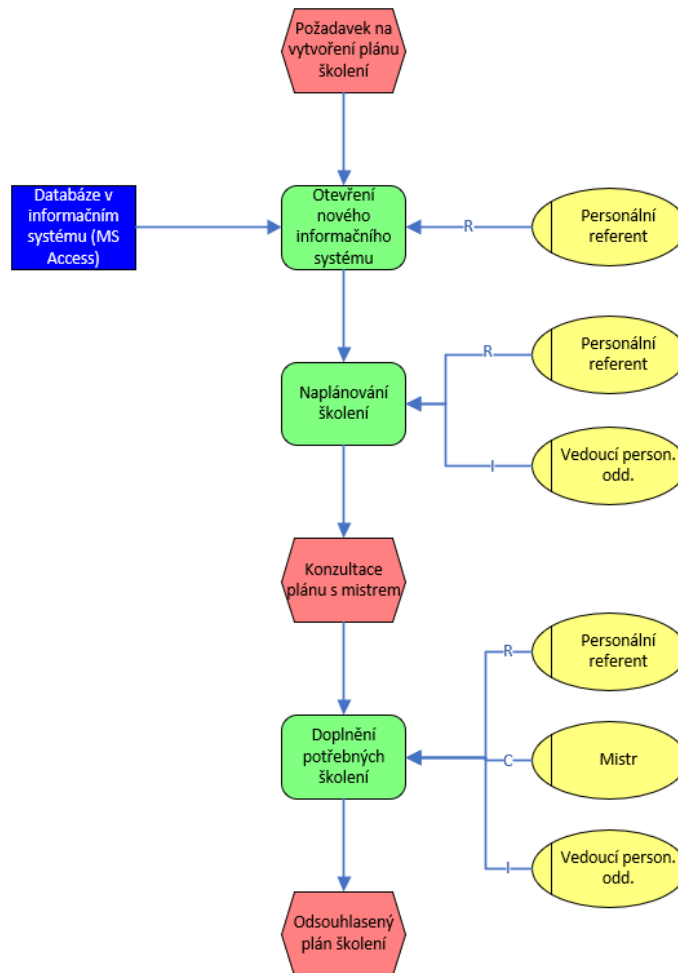 Požadavek na
vytvoření plánu
školení
Databáze v
informačním
systému (MS
Access)
Otevření
nového
informačního
systému
R
Personální
referent
Naplánování
školení
R
Personální
referent
I
Vedoucí person.
odd.
Konzultace
plánu s mistrem
Doplnění
potřebných
školení
R
Personální
referent
C
Mistr
I
Vedoucí person.
odd.
Odsouhlasený
plán školení